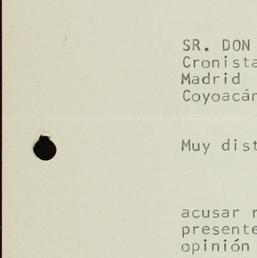 SR. DON
Cronista
Madrid
Coyoacán
Muy dist
acusar r
presente
opinión